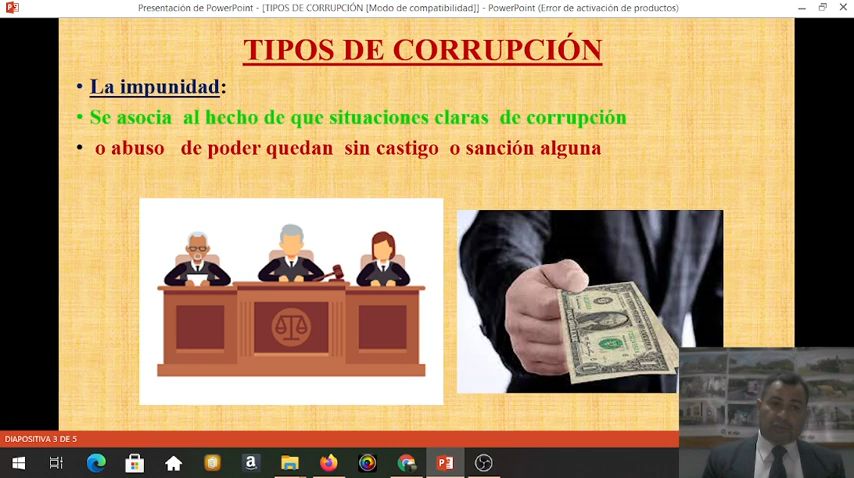 Presentación de PowerPoint - [TIPOS DE CORRUPCIÓN [Modo de compatibilidad]] - PowerPoint (Error de activación de productos)
TIPOS DE CORRUPCIÓN
• La impunidad:
• Se asocia al hecho de que situaciones claras de corrupción
• o abuso de poder quedan sin castigo o sanción alguna
DIAPOSITIVA 3 DE 5